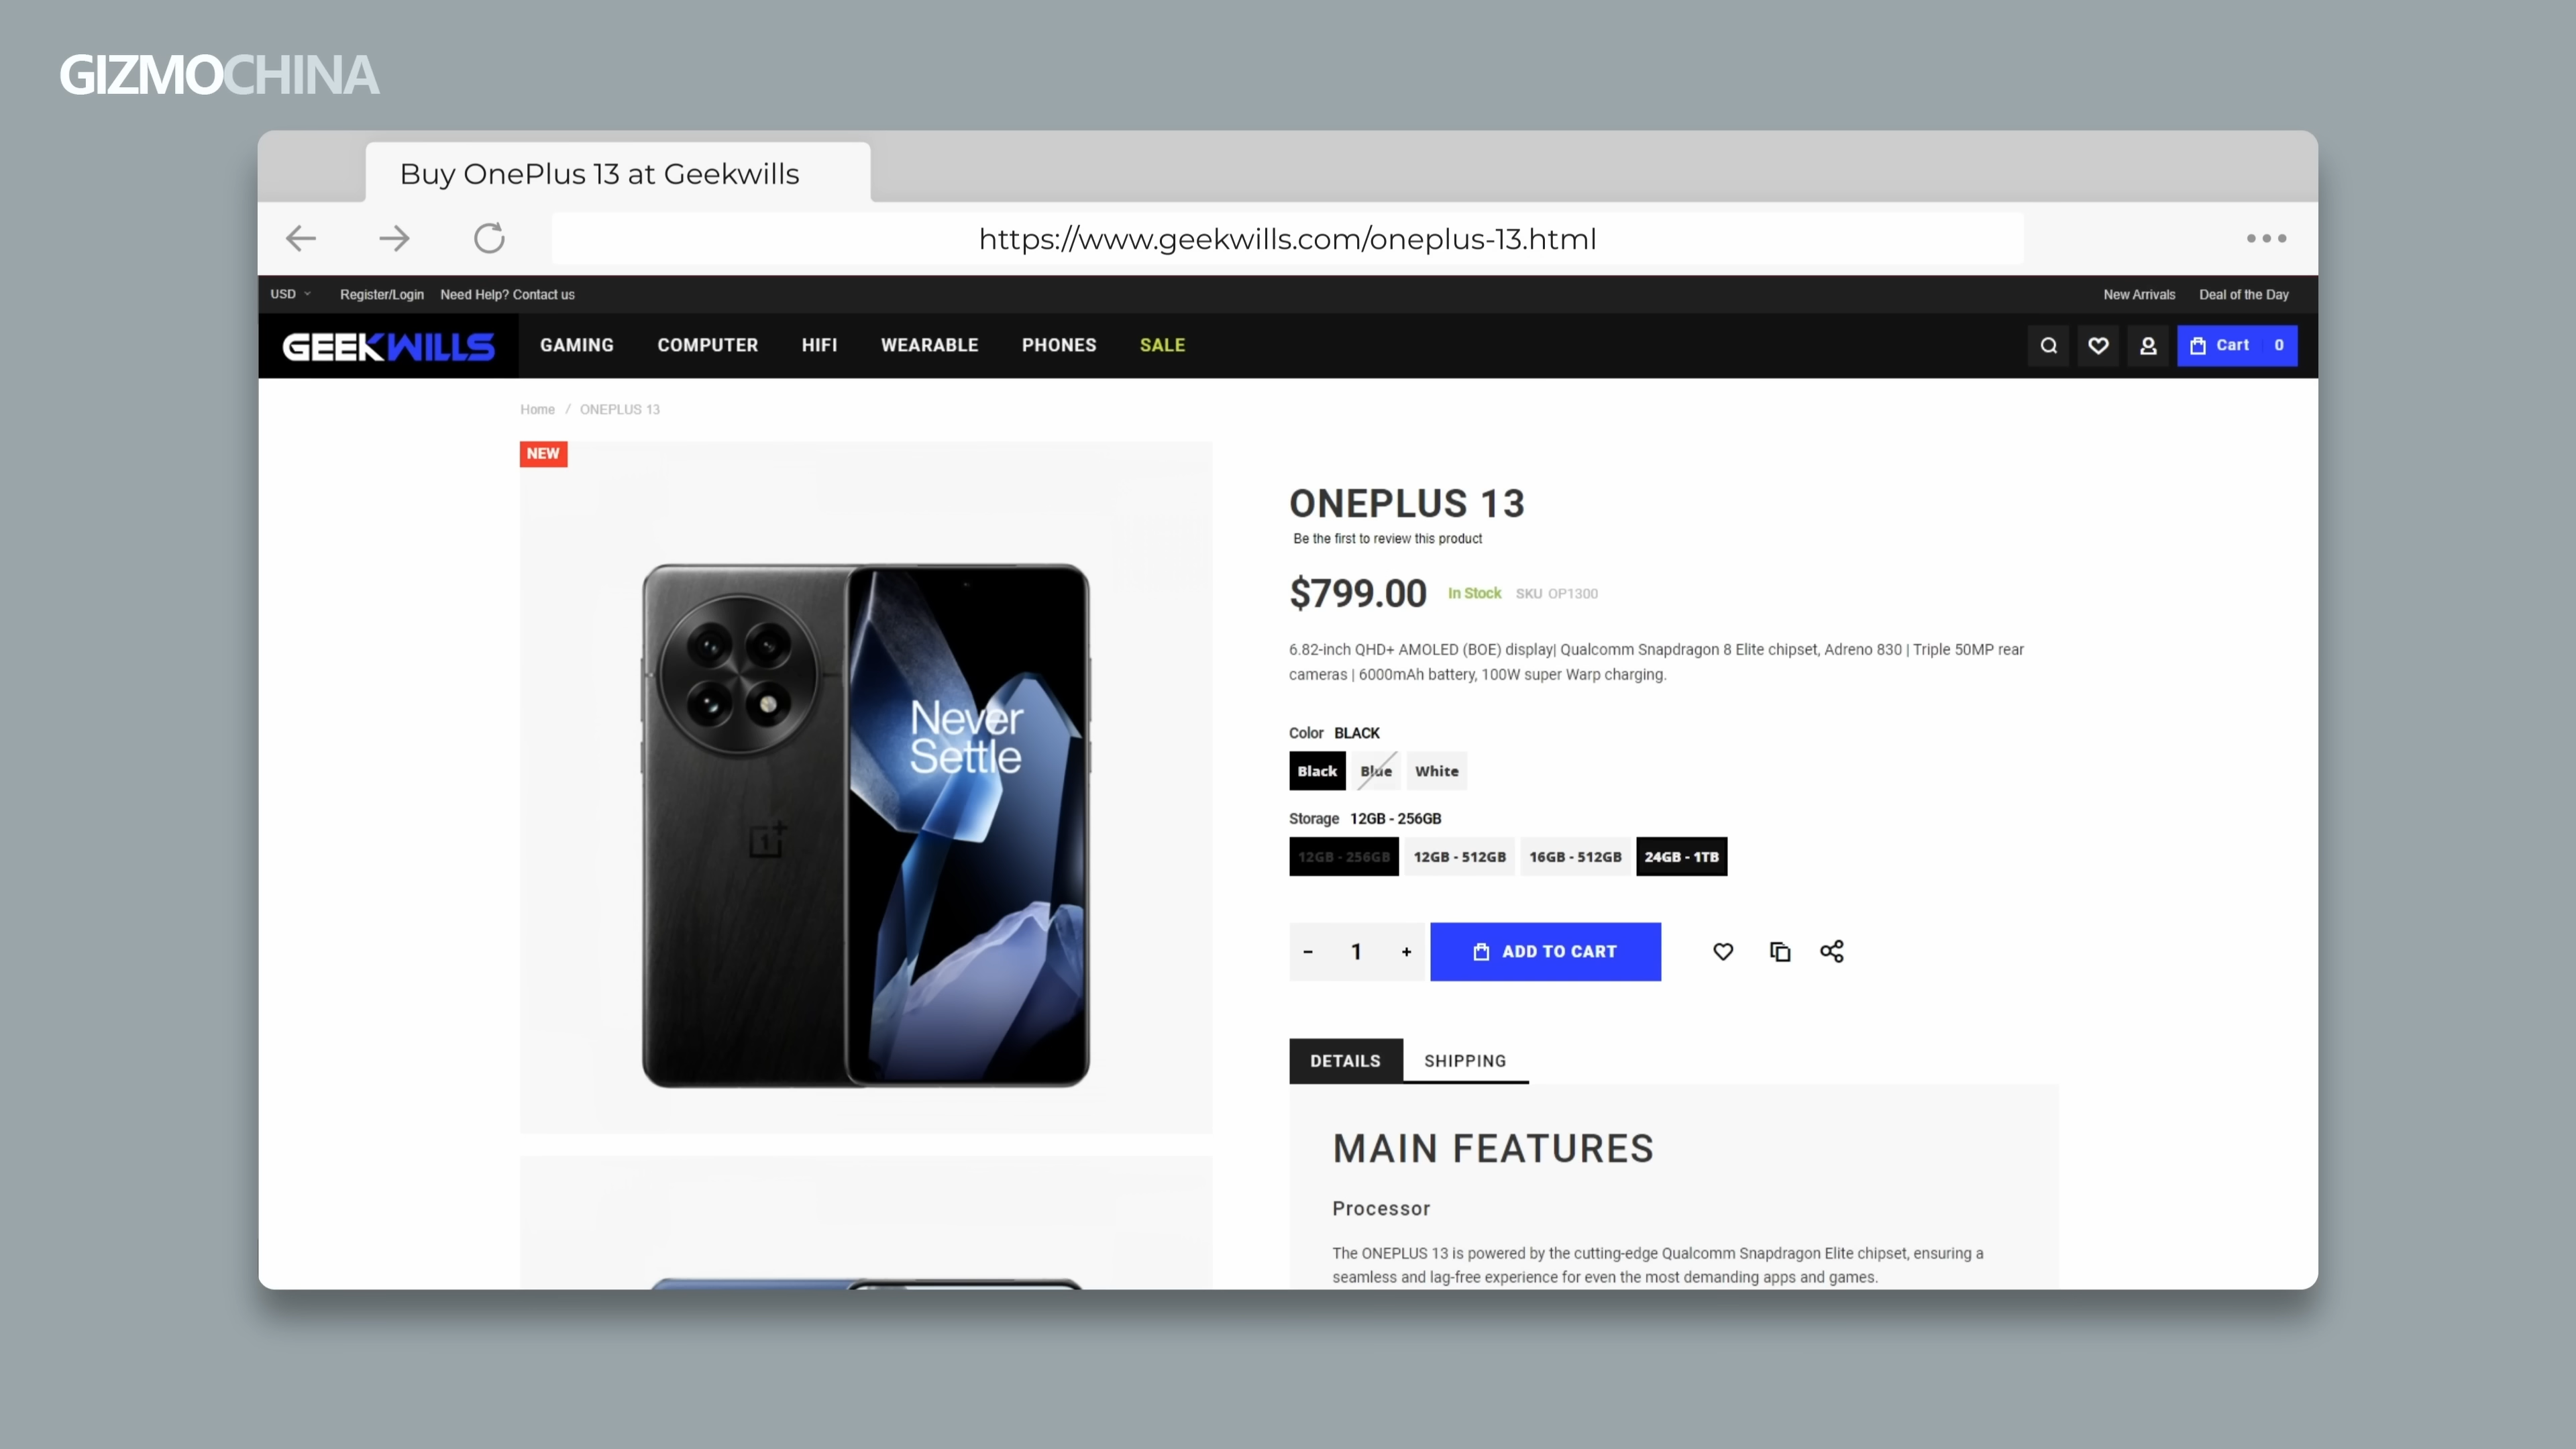 GIZMOCHINA
Buy OnePlus 13 at Geekwills
https://www.geekwills.com/oneplus-13.html
USD Register/Login Need Help? Contact us New Arrivals Deal of the Day
GEEKWILLS GAMING COMPUTER HIFI WEARABLE PHONES SALE Cart 0
Home / ONEPLUS 13
NEW
Never
Settle
1+
ONEPLUS 13
Be the first to review this product
$799.00 In Stock SKU OP1300
6.82-inch QHD+ AMOLED (BOE) display| Qualcomm Snapdragon 8 Elite chipset, Adreno 830 | Triple 50MP rear
cameras | 6000mAh battery, 100W super Warp charging.
Color BLACK
Black Blue White
Storage 12GB - 256GB
12GB - 256GB 12GB - 512GB 16GB - 512GB 24GB - 1TB
- 1 + ADD TO CART
DETAILS SHIPPING
MAIN FEATURES
Processor
The ONEPLUS 13 is powered by the cutting-edge Qualcomm Snapdragon Elite chipset, ensuring a
seamless and lag-free experience for even the most demanding apps and games.